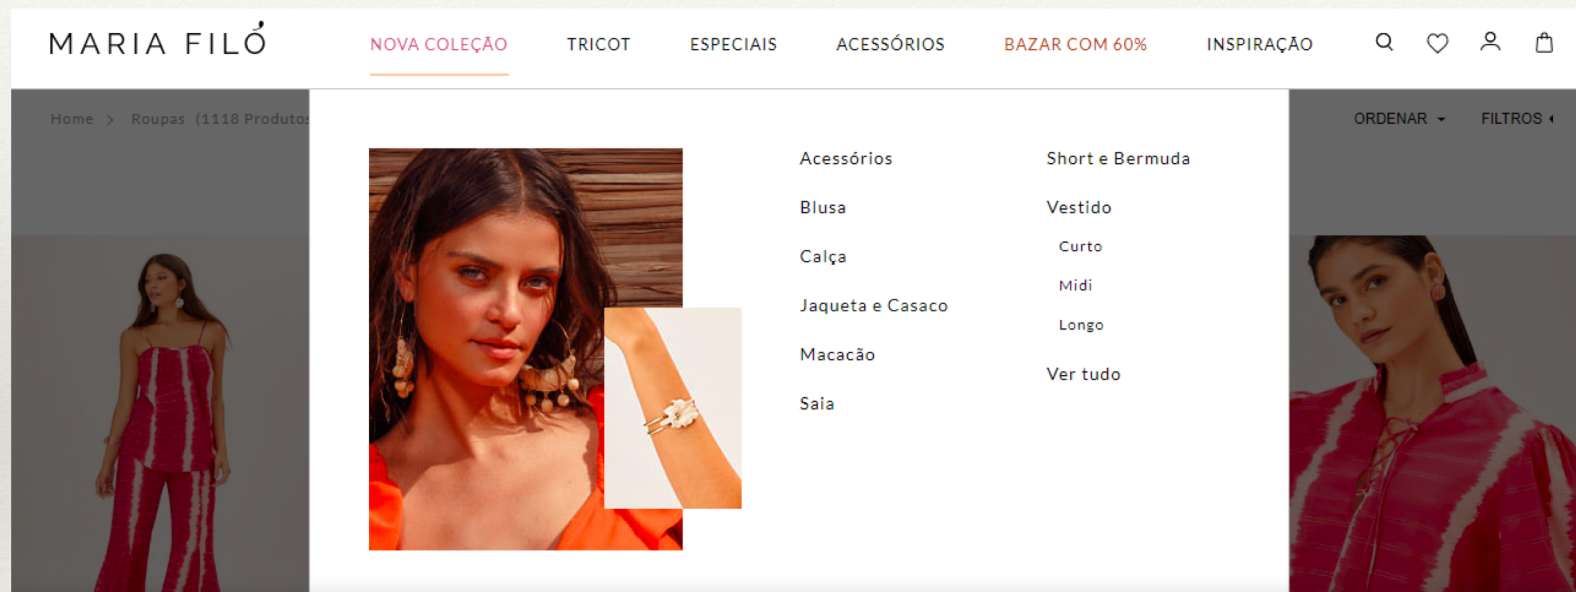 MARIA FILÓ
NOVA COLEÇÃO TRICOT ESPECIAIS ACESSÓRIOS BAZAR COM 60% INSPIRAÇÃO
Home > Roupas (1118 Produtos
ORDENAR FILTROS
Acessórios
Blusa
Calça
Jaqueta e Casaco
Macacão
Saia
Short e Bermuda
Vestido
Curto
Midi
Longo
Ver tudo